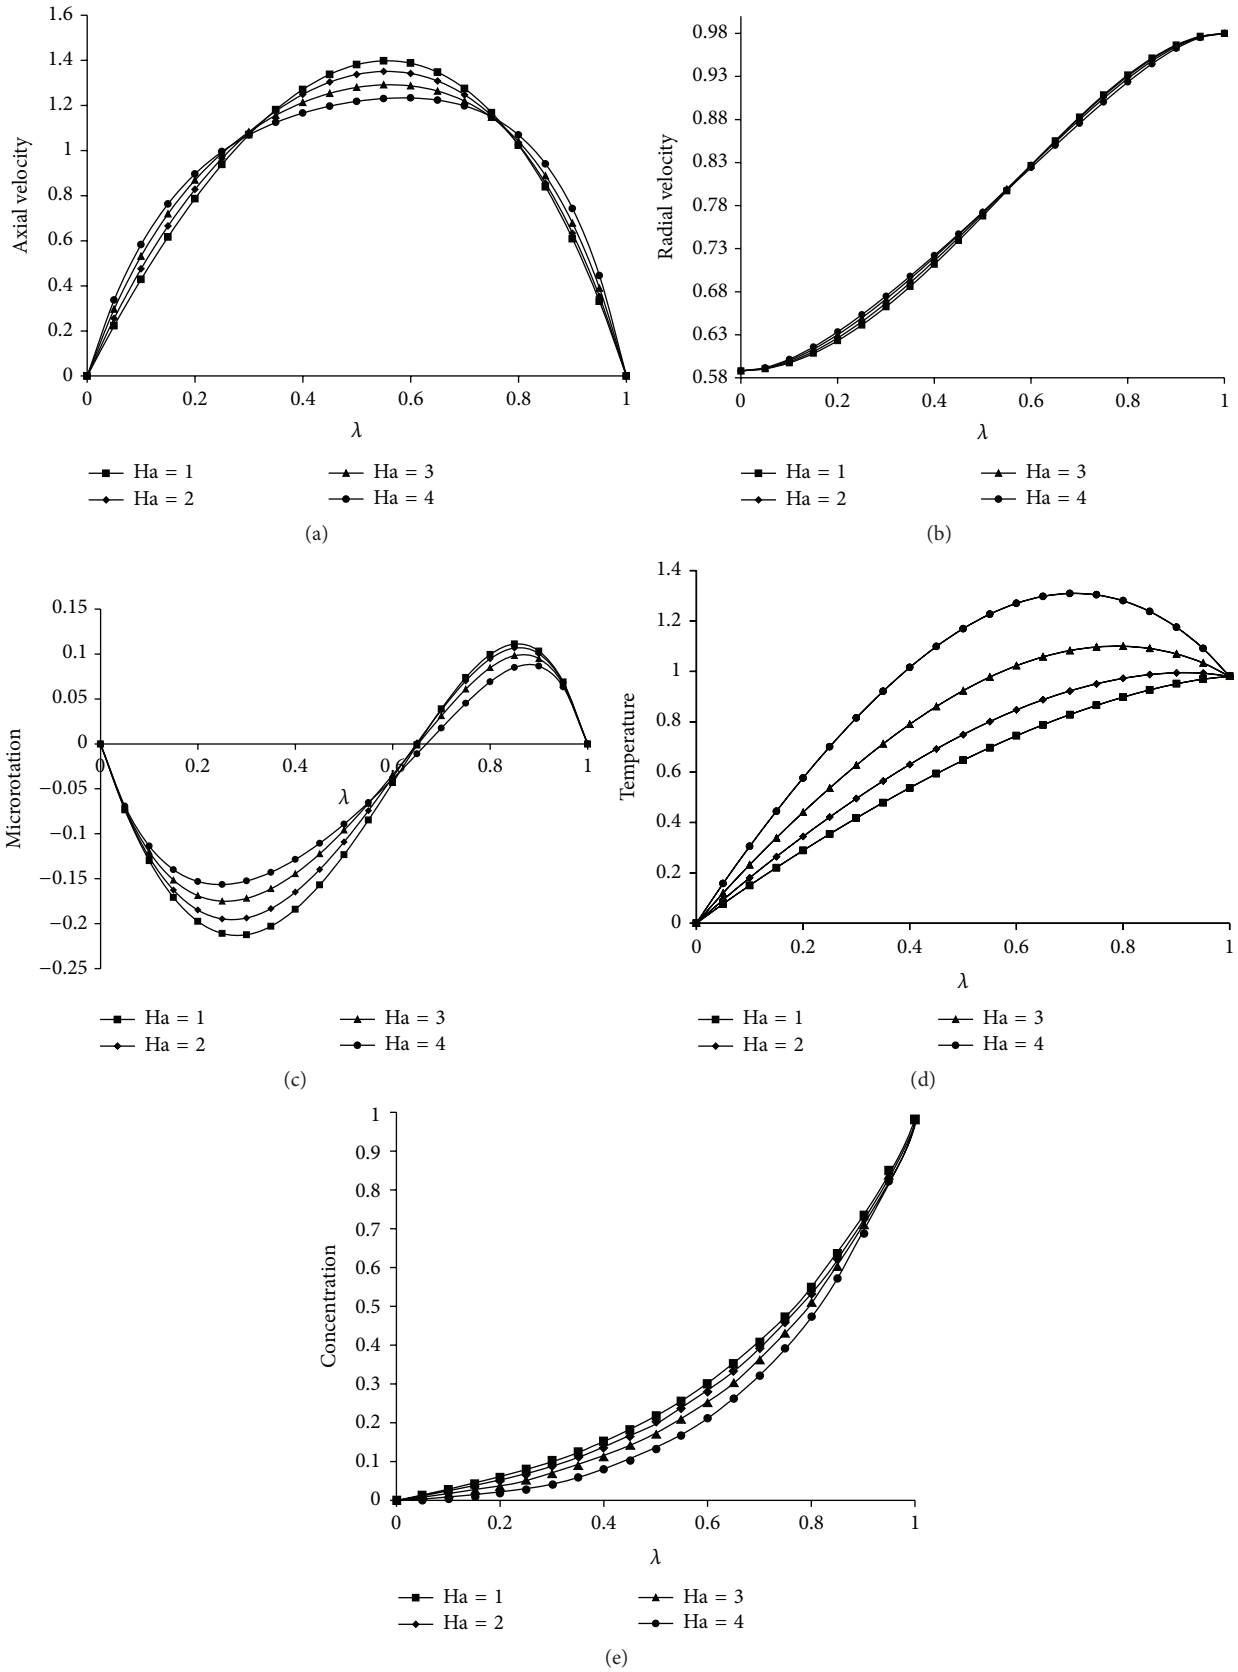 1.6
1.4
1.2
1
0.8
0.6
0.4
0.2
0
Axial velocity
0 0.2 0.4 0.6 0.8 1
λ
Ha = 1 Ha = 3
Ha = 2 Ha = 4
(a)
0.98
0.93
0.88
0.83
0.78
0.73
0.68
0.63
0.58
Radial velocity
0 0.2 0.4 0.6 0.8 1
λ
Ha = 1 Ha = 3
Ha = 2 Ha = 4
(b)
0.15
0.1
0.05
0
−0.05
−0.1
−0.15
−0.2
−0.25
Microrotation
0 0.2 0.4 0.6 0.8 1
λ
Ha = 1 Ha = 3
Ha = 2 Ha = 4
(c)
1.4
1.2
1
0.8
0.6
0.4
0.2
0
Temperature
0 0.2 0.4 0.6 0.8 1
λ
Ha = 1 Ha = 3
Ha = 2 Ha = 4
(d)
1
0.9
0.8
0.7
0.6
0.5
0.4
0.3
0.2
0.1
0
Concentration
0 0.2 0.4 0.6 0.8 1
λ
Ha = 1 Ha = 3
Ha = 2 Ha = 4
(e)